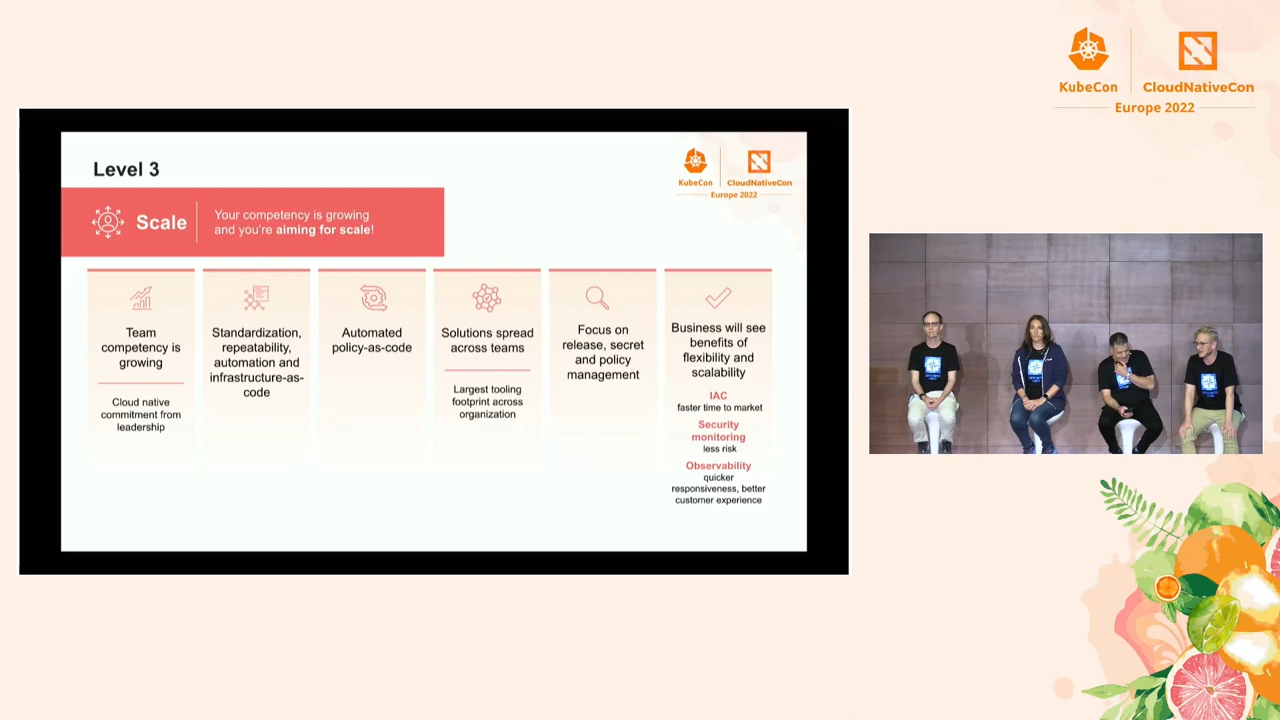 KubeCon
CloudNativeCon
Europe 2022
Level 3
KubeCon
CloudNativeCon
Europe 2022
Scale
Your competency is growing
and you're aiming for scale!
Team
competency is
growing
Cloud native
commitment from
leadership
Standardization,
repeatability,
automation and
infrastructure-as-
code
Automated
policy-as-code
Solutions spread
across teams
Largest tooling
footprint across
organization
Focus on
release, secret
and policy
management
Business will see
benefits of
flexibility and
scalability
IAC
faster time to market
Security
monitoring
less risk
Observability
quicker
responsiveness, better
customer experience